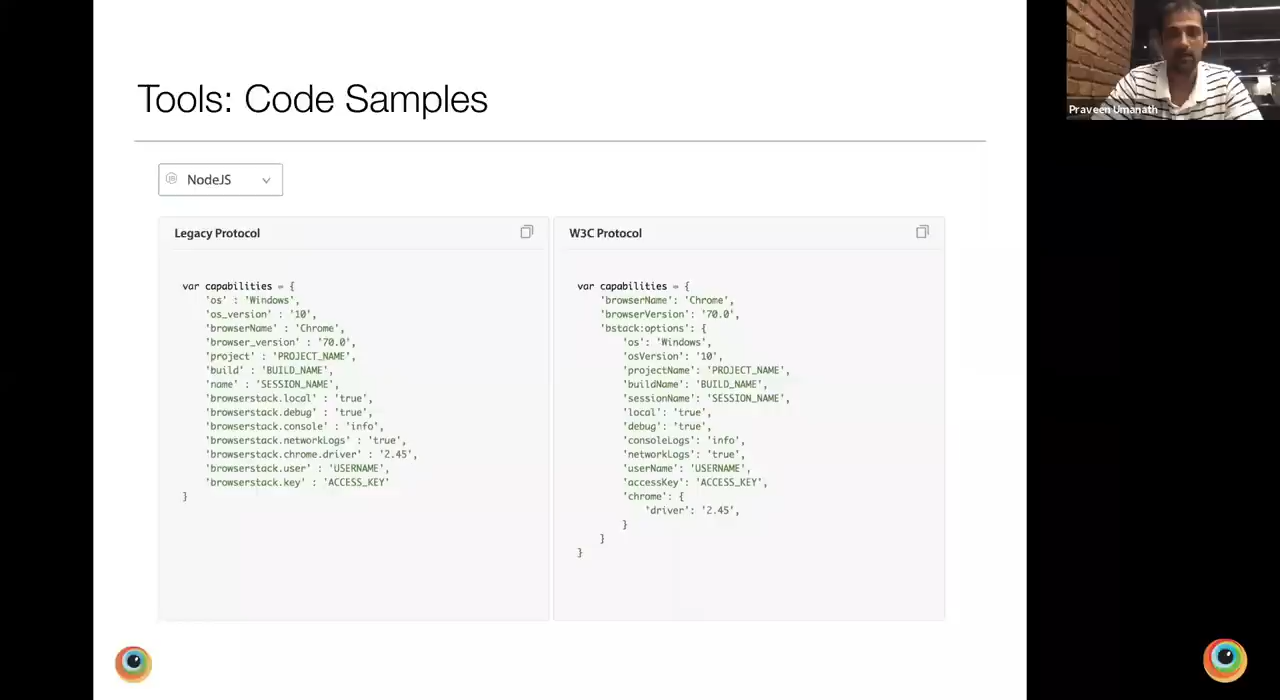 Tools: Code Samples
Praveen Umanath
NodeJS
Legacy Protocol
var capabilities = {
'os' : 'Windows',
'os_version' : '10',
'browserName' : 'Chrome',
'browser_version' : '70.0',
'project' : 'PROJECT_NAME',
'build' : 'BUILD_NAME',
'name' : 'SESSION_NAME',
'browserstack.local' : 'true',
'browserstack.debug' : 'true',
'browserstack.console' : 'info',
'browserstack.networkLogs' : 'true',
'browserstack.chrome.driver' : '2.45',
'browserstack.user' : 'USERNAME',
'browserstack.key' : 'ACCESS_KEY'
}
W3C Protocol
var capabilities = {
'browserName': 'Chrome',
'browserVersion': '70.0',
'bstack:options': {
'os': 'Windows',
'osVersion': '10',
'projectName': 'PROJECT_NAME',
'buildName': 'BUILD_NAME',
'sessionName': 'SESSION_NAME',
'local': 'true',
'debug': 'true',
'consoleLogs': 'info',
'networkLogs': 'true',
'userName': 'USERNAME',
'accessKey': 'ACCESS_KEY',
'chrome': {
'driver': '2.45',
}
}
}